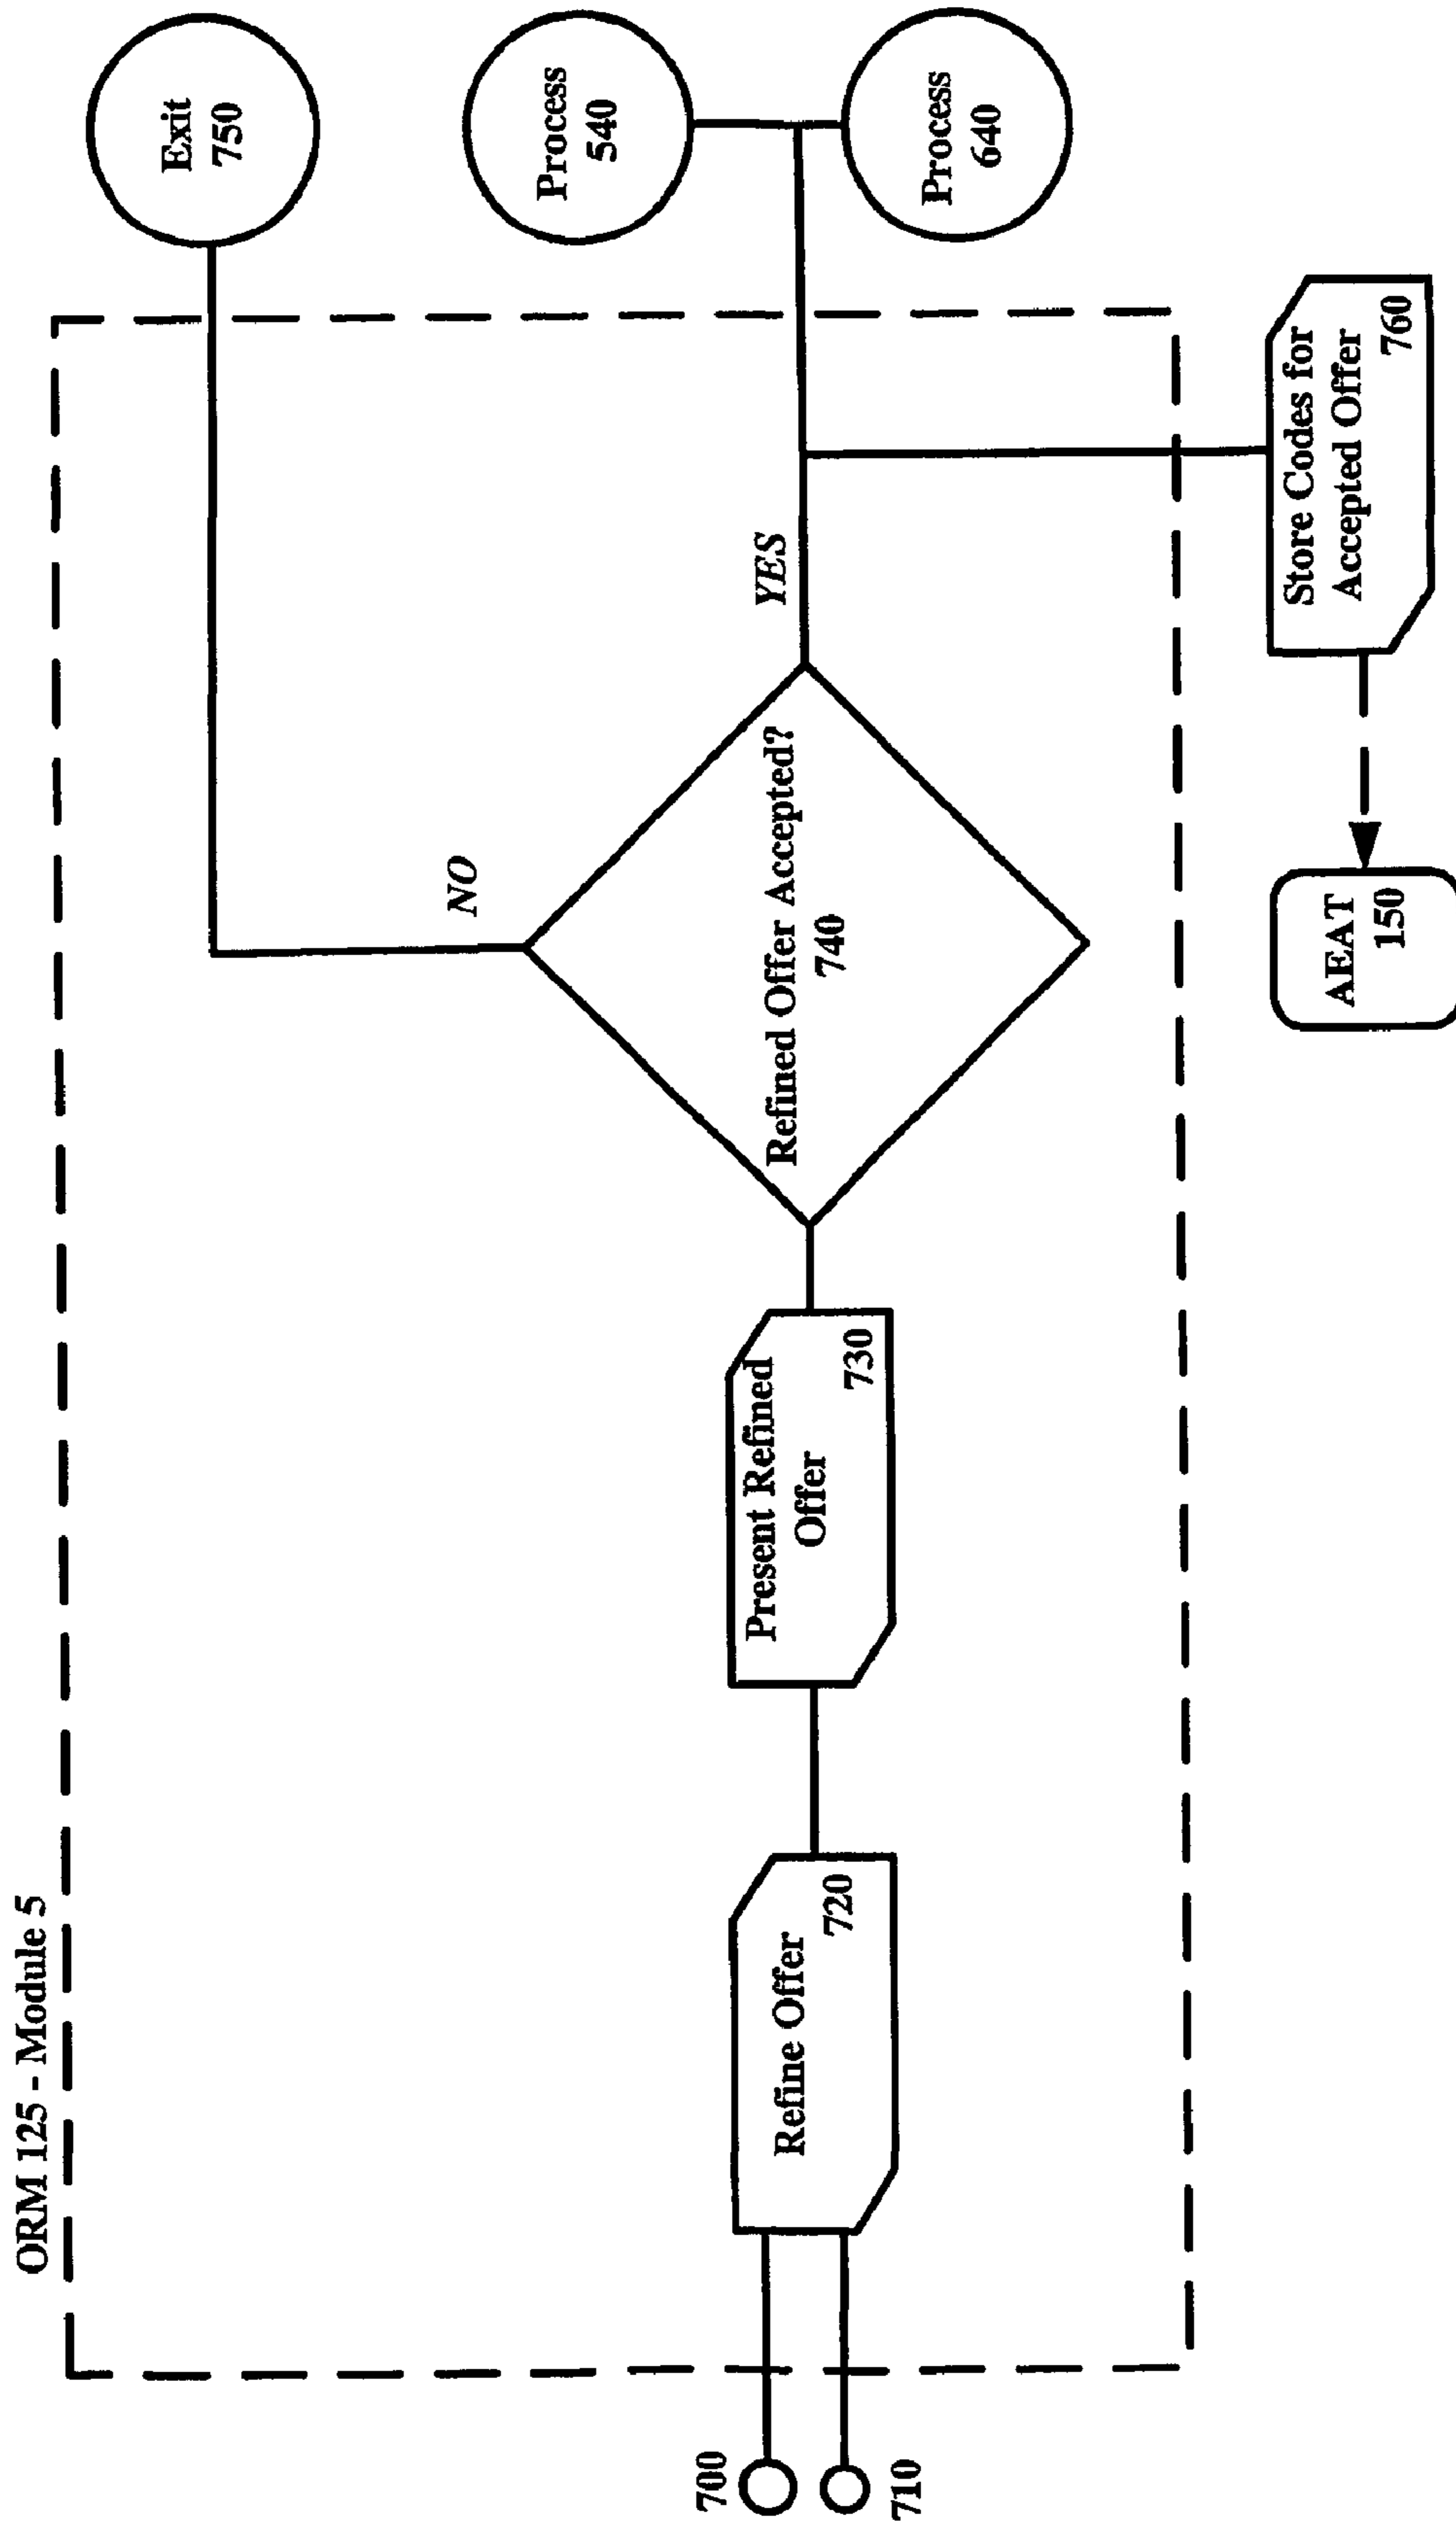 ORM 125 - Module 5
700
710
Refine Offer
720
Present Refined
Offer
730
Refined Offer Accepted?
740
NO
YES
Exit
750
Process
540
Process
640
Store Codes for
Accepted Offer
760
AEAT
150